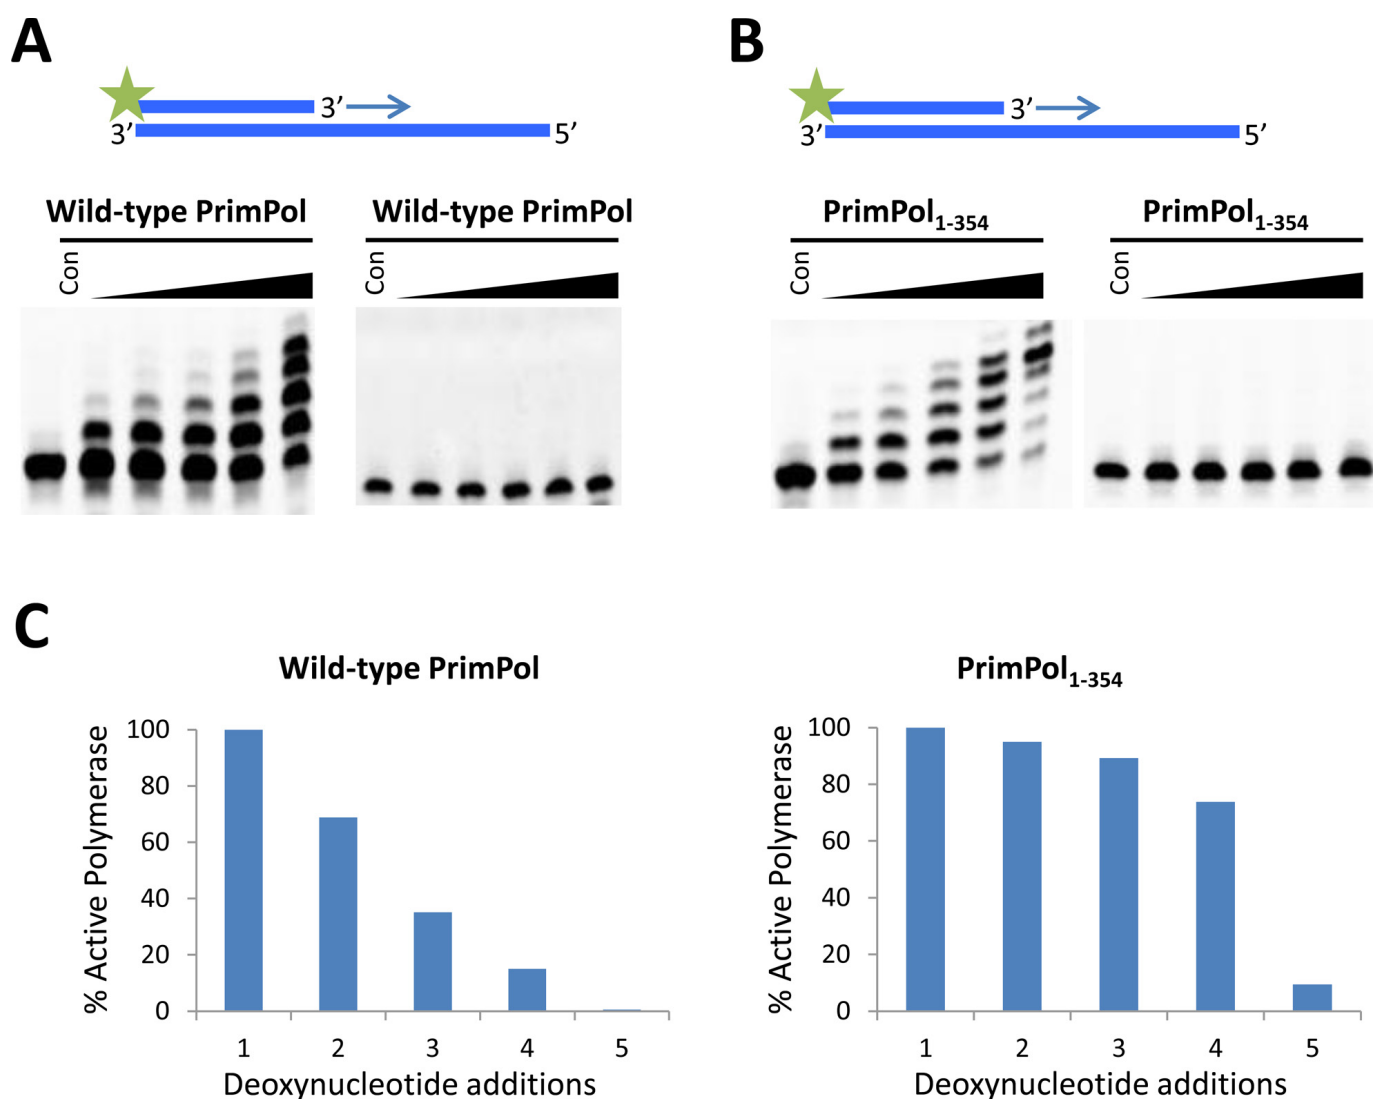 A
B
3’
3’
5’
3’
3’
5’
Wild-type PrimPol
Wild-type PrimPol
PrimPol1-354
PrimPol1-354
Con
Con
Con
Con
C
Wild-type PrimPol
PrimPol1-354
% Active Polymerase
100
80
60
40
20
0
1 2 3 4 5
Deoxynucleotide additions
% Active Polymerase
100
80
60
40
20
0
1 2 3 4 5
Deoxynucleotide additions